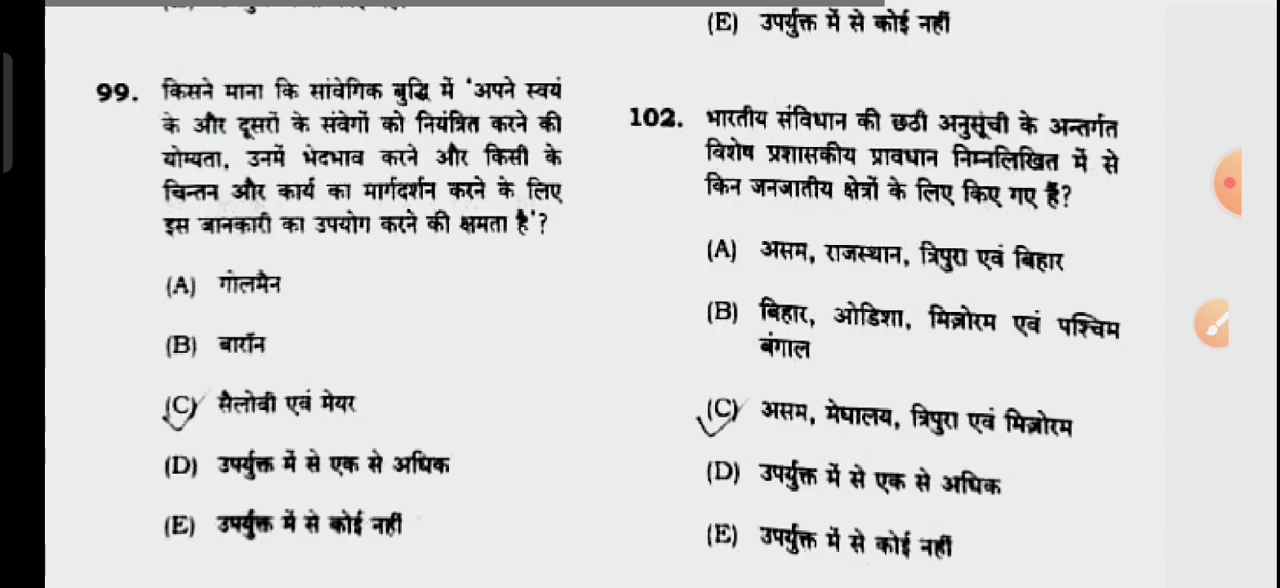 99. किसने माना कि सांवेगिक बुद्धि में 'अपने स्वयं
के और दूसरों के संवेगों को नियंत्रित करने की
योग्यता, उनमें भेदभाव करने और किसी के
चिन्तन और कार्य का मार्गदर्शन करने के लिए
इस जानकारी का उपयोग करने की क्षमता है'?
(A) गोलमैन
(B) बारॉन
(C) सैलोवी एवं मेयर
(D) उपर्युक्त में से एक से अधिक
(E) उपर्युक्त में से कोई नहीं
(E) उपर्युक्त में से कोई नहीं
102. भारतीय संविधान की छठी अनुसूची के अन्तर्गत
विशेष प्रशासकीय प्रावधान निम्नलिखित में से
किन जनजातीय क्षेत्रों के लिए किए गए हैं?
(A) असम, राजस्थान, त्रिपुरा एवं बिहार
(B) बिहार, ओडिशा, मिज़ोरम एवं पश्चिम
बंगाल
(C) असम, मेघालय, त्रिपुरा एवं मिज़ोरम
(D) उपर्युक्त में से एक से अधिक
(E) उपर्युक्त में से कोई नहीं